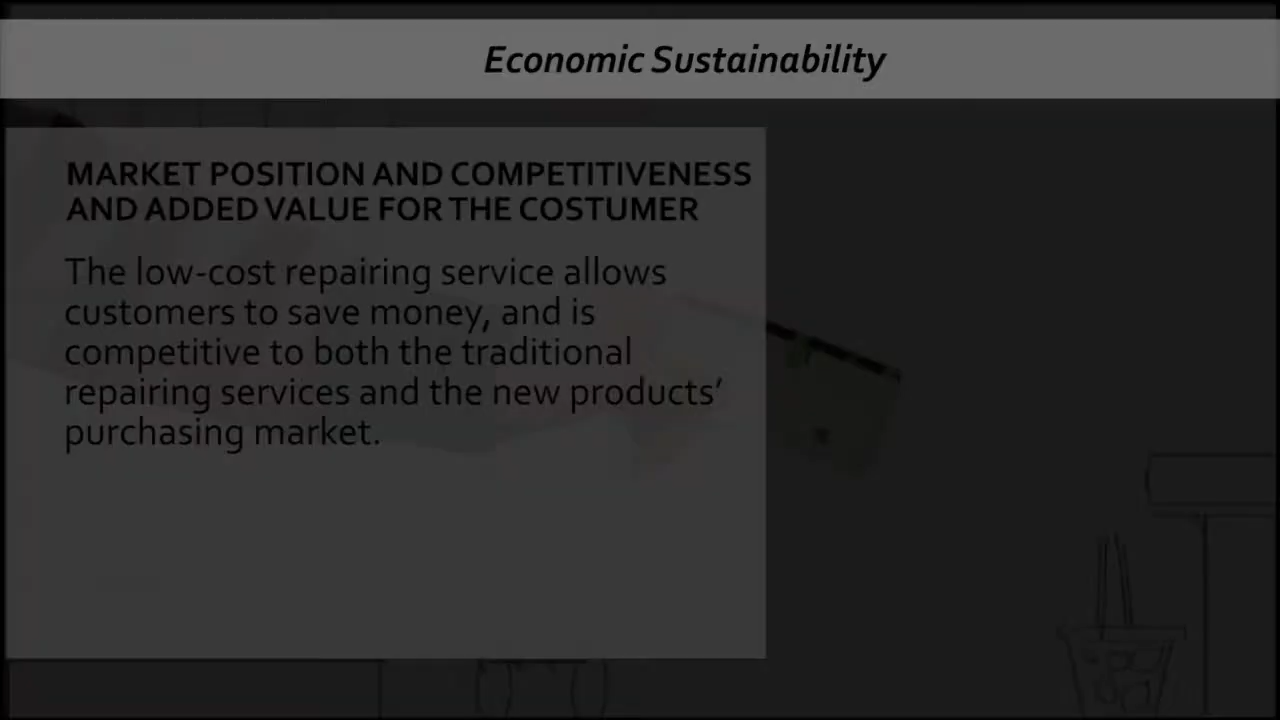 Economic Sustainability
MARKET POSITION AND COMPETITIVENESS
AND ADDED VALUE FOR THE COSTUMER
The low-cost repairing service allows
customers to save money, and is
competitive to both the traditional
repairing services and the new products’
purchasing market.